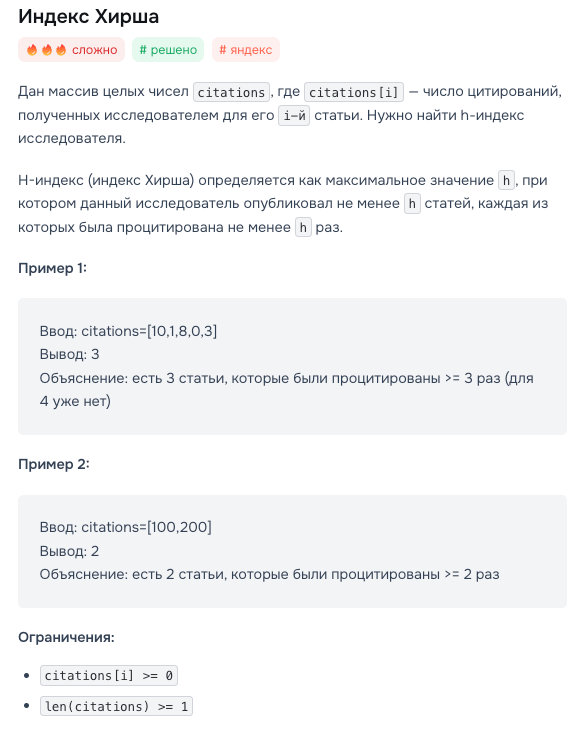 Индекс Хирша
🔥🔥🔥 сложно # решено # яндекс
Дан массив целых чисел citations, где citations[i] — число цитирований,
полученных исследователем для его i–й статьи. Нужно найти h-индекс
исследователя.
H-индекс (индекс Хирша) определяется как максимальное значение h, при
котором данный исследователь опубликовал не менее h статей, каждая из
которых была процитирована не менее h раз.
Пример 1:
Ввод: citations=[10,1,8,0,3]
Вывод: 3
Объяснение: есть 3 статьи, которые были процитированы >= 3 раз (для
4 уже нет)
Пример 2:
Ввод: citations=[100,200]
Вывод: 2
Объяснение: есть 2 статьи, которые были процитированы >= 2 раз
Ограничения:
• citations[i] >= 0
• len(citations) >= 1